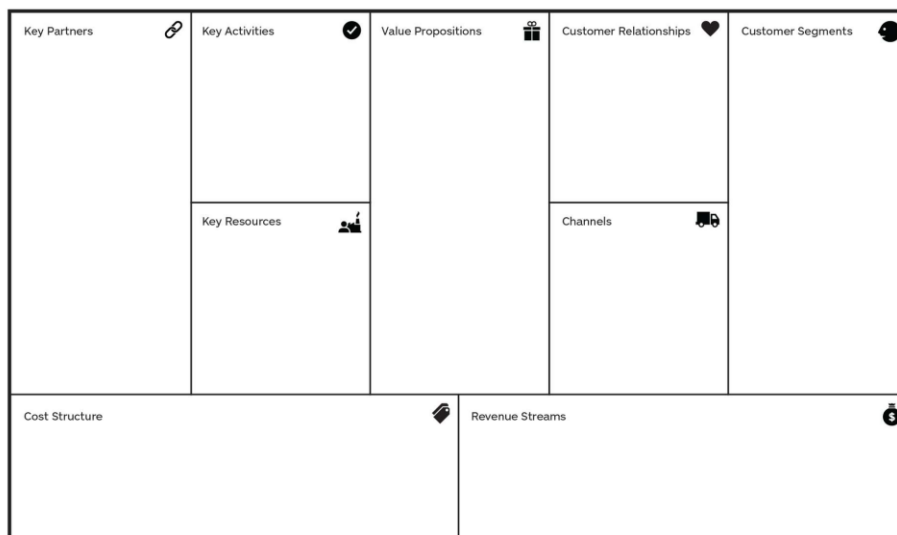 Key Partners
Key Activities
Value Propositions
Customer Relationships
Customer Segments
Key Resources
Channels
Cost Structure
Revenue Streams
$